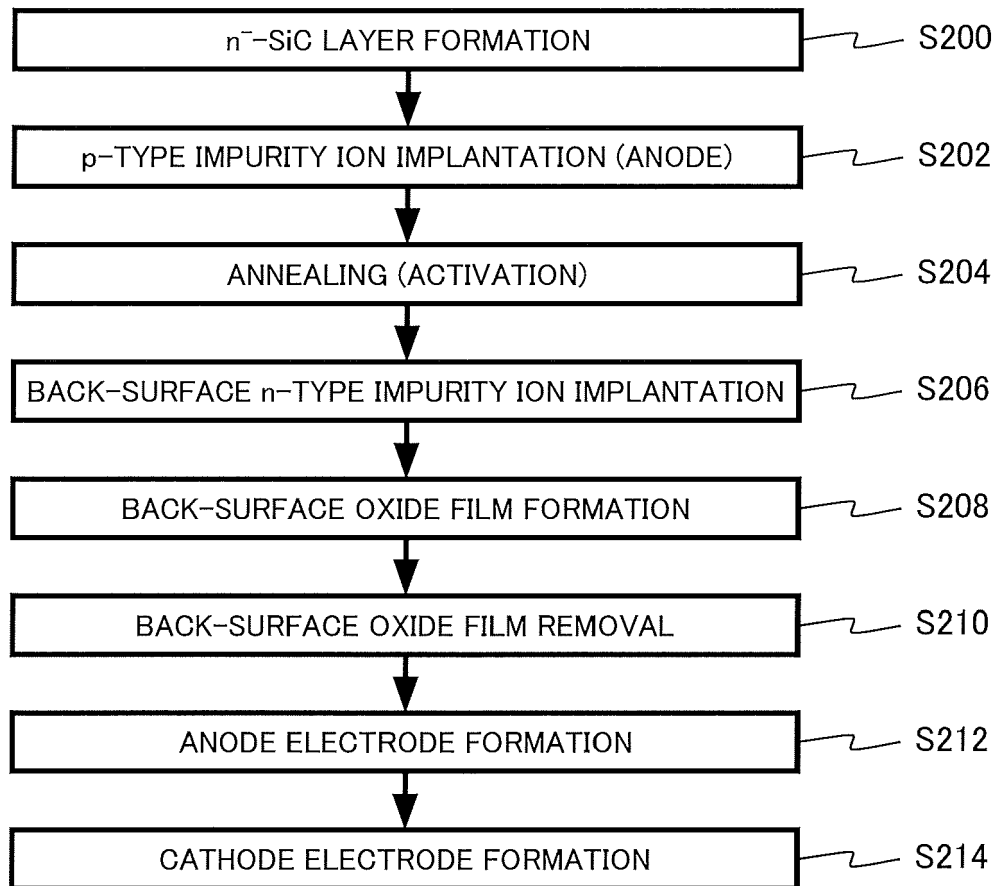 n⁻-SiC LAYER FORMATION S200
p-TYPE IMPURITY ION IMPLANTATION (ANODE) S202
ANNEALING (ACTIVATION) S204
BACK-SURFACE n-TYPE IMPURITY ION IMPLANTATION S206
BACK-SURFACE OXIDE FILM FORMATION S208
BACK-SURFACE OXIDE FILM REMOVAL S210
ANODE ELECTRODE FORMATION S212
CATHODE ELECTRODE FORMATION S214